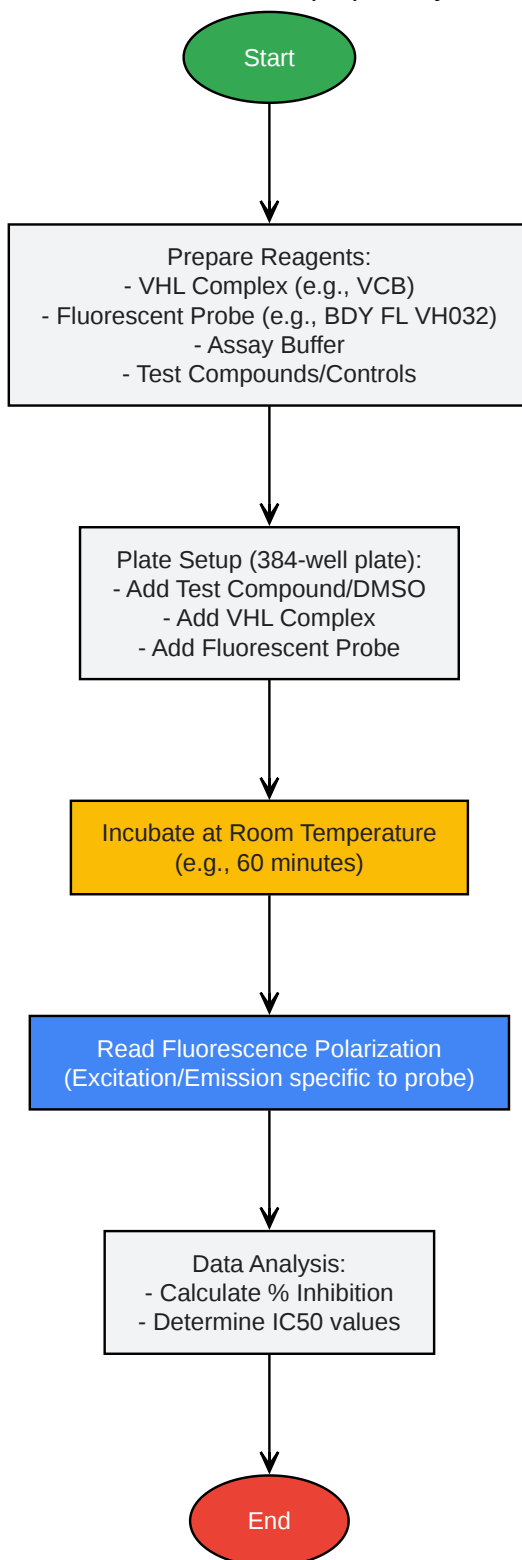 Start
Prepare Reagents:
- VHL Complex (e.g., VCB)
- Fluorescent Probe (e.g., BDY FL VH032)
- Assay Buffer
- Test Compounds/Controls
Plate Setup (384-well plate):
- Add Test Compound/DMSO
- Add VHL Complex
- Add Fluorescent Probe
Incubate at Room Temperature
(e.g., 60 minutes)
Read Fluorescence Polarization
(Excitation/Emission specific to probe)
Data Analysis:
- Calculate % Inhibition
- Determine IC50 values
End